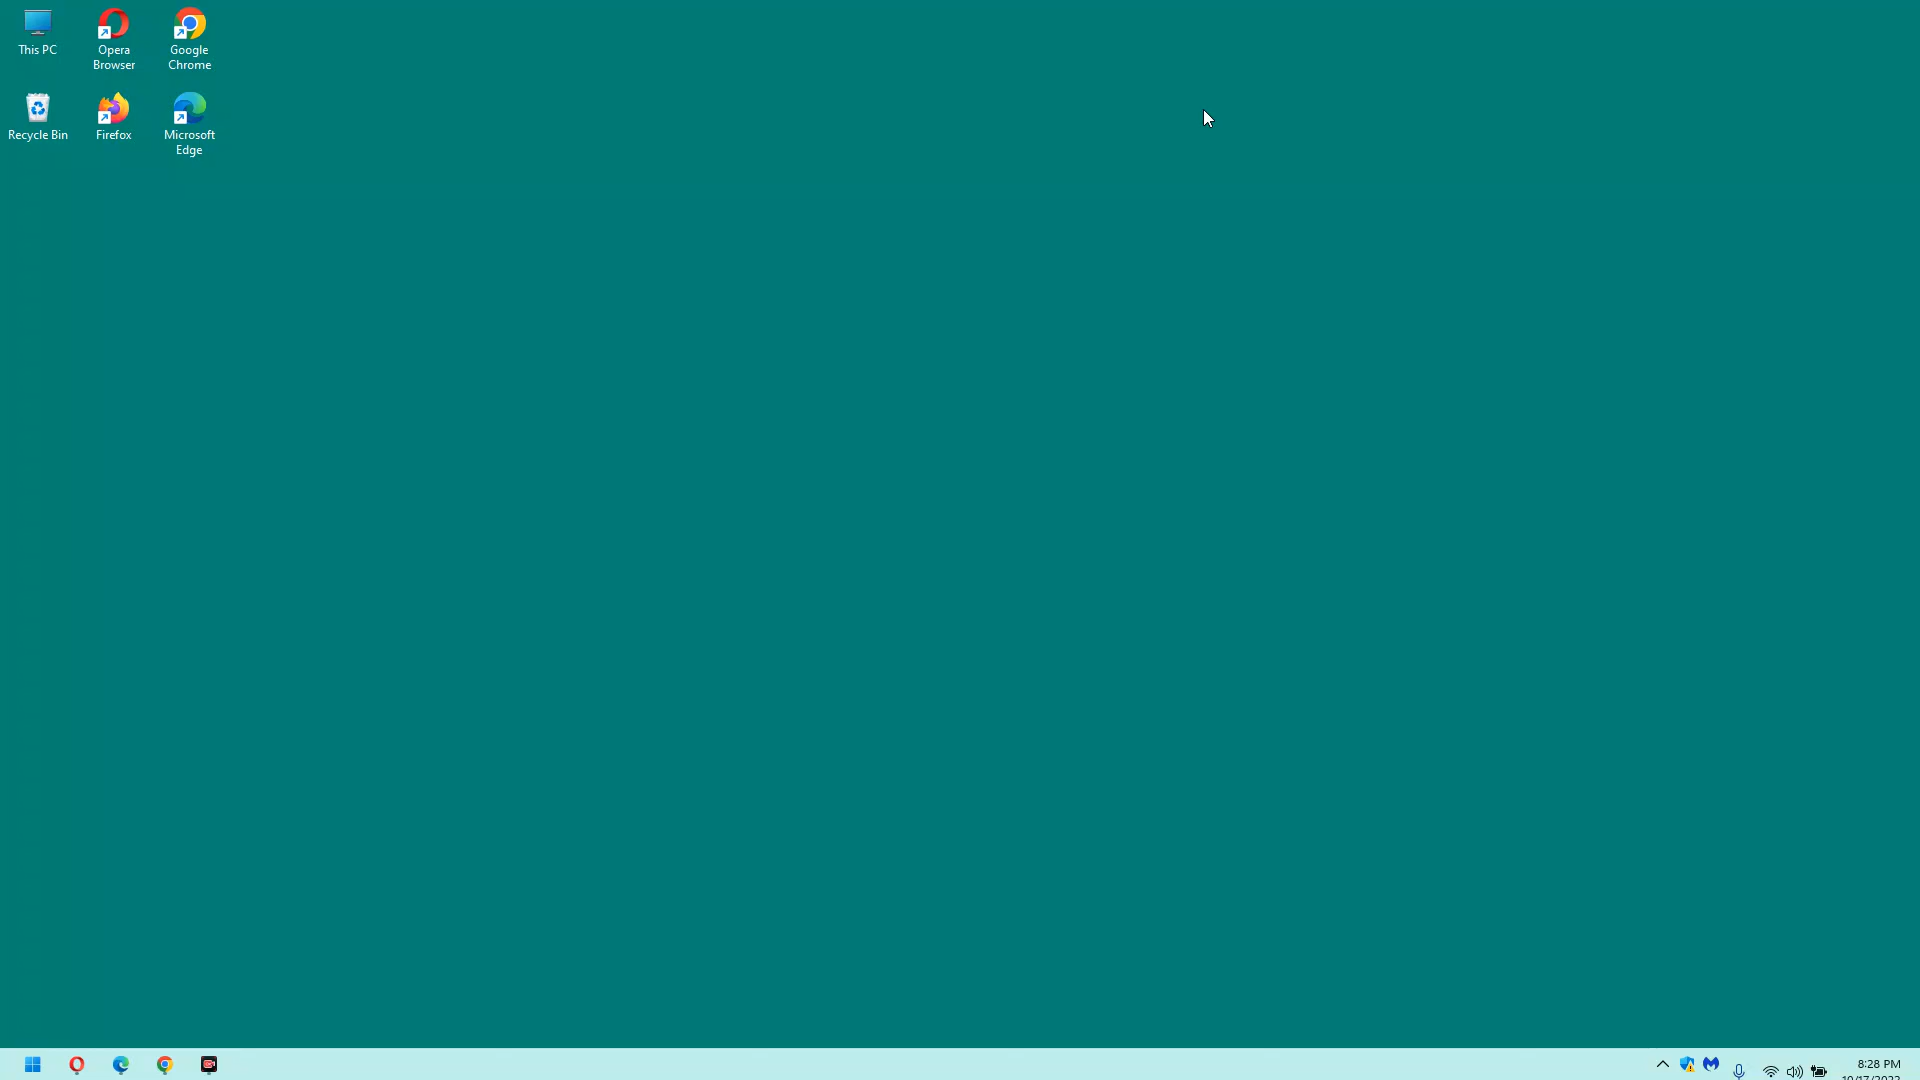 This PC
Opera
Browser
Google
Chrome
Recycle Bin
Firefox
Microsoft
Edge
8:28 PM